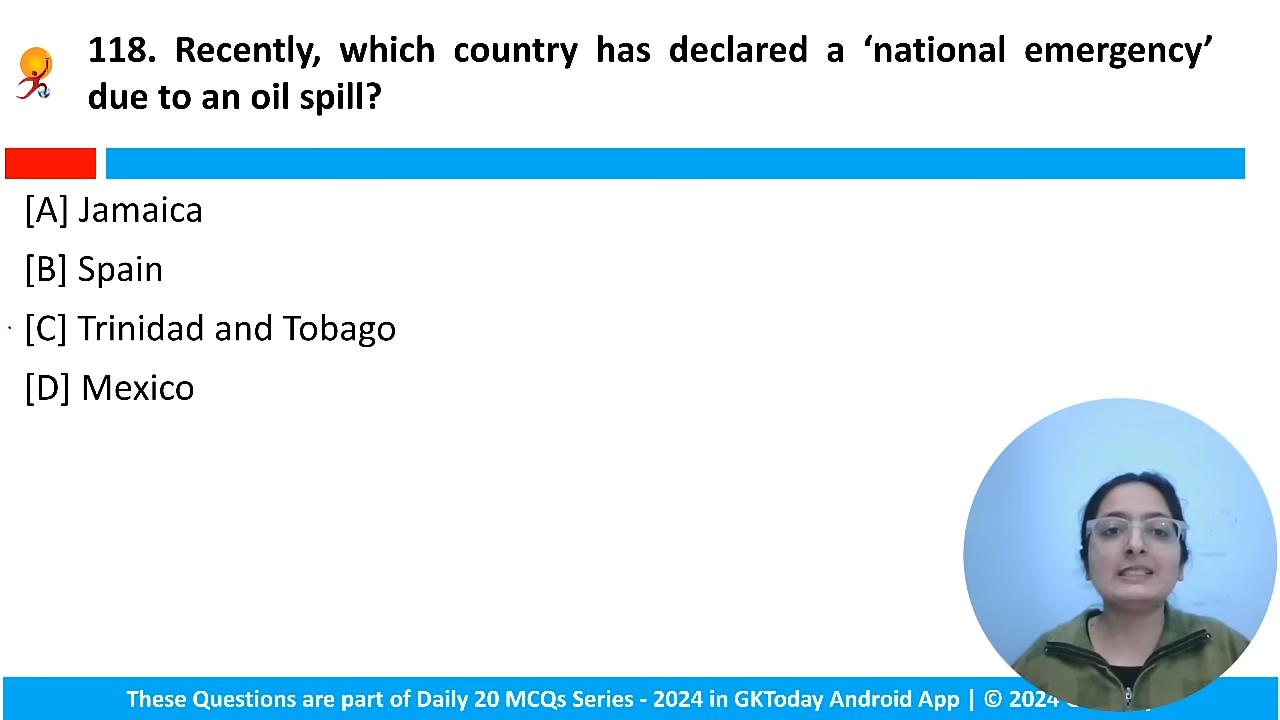 118. Recently, which country has declared a ‘national emergency’
due to an oil spill?
[A] Jamaica
[B] Spain
[C] Trinidad and Tobago
[D] Mexico
These Questions are part of Daily 20 MCQs Series - 2024 in GKToday Android App | © 2024